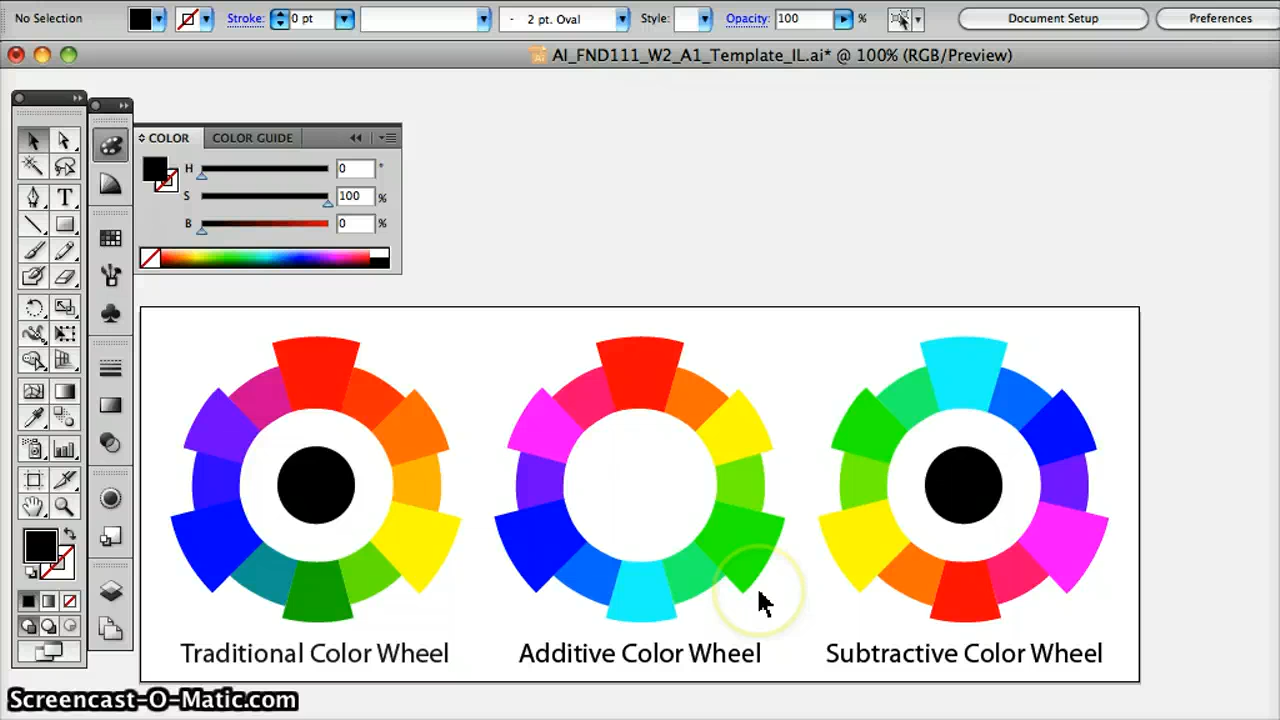 No Selection Stroke: 0 pt 2 pt. Oval Style: Opacity: 100 % Document Setup Preferences
AI_FND111_W2_A1_Template_IL.ai* @ 100% (RGB/Preview)
COLOR COLOR GUIDE
H 0 °
S 100 %
B 0 %
Traditional Color Wheel Additive Color Wheel Subtractive Color Wheel
Screencast-O-Matic.com